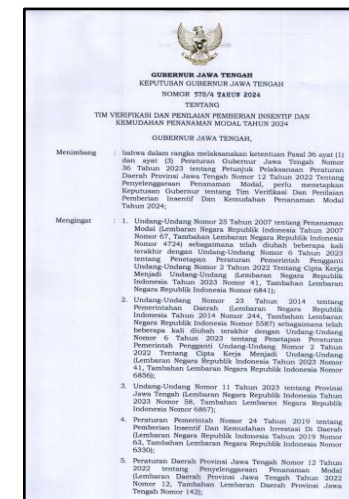 GUBERNUR JAWA TENGAH
KEPUTUSAN GUBERNUR JAWA TENGAH
NOMOR 570/4 TAHUN 2024
TENTANG
TIM VERIFIKASI DAN PENILAIAN PEMBERIAN INSENTIF DAN
KEMUDAHAN PENANAMAN MODAL TAHUN 2024
GUBERNUR JAWA TENGAH,
Menimbang : bahwa dalam rangka melaksanakan ketentuan Pasal 36 ayat (1)
dan ayat (3) Peraturan Gubernur Jawa Tengah Nomor
36 Tahun 2023 tentang Petunjuk Pelaksanaan Peraturan
Daerah Provinsi Jawa Tengah Nomor 12 Tahun 2022 Tentang
Penyelenggaraan Penanaman Modal, perlu menetapkan
Keputusan Gubernur tentang Tim Verifikasi Dan Penilaian
Pemberian Insentif Dan Kemudahan Penanaman Modal
Tahun 2024;
Mengingat : 1. Undang-Undang Nomor 25 Tahun 2007 tentang Penanaman
Modal (Lembaran Negara Republik Indonesia Tahun 2007
Nomor 67, Tambahan Lembaran Negara Republik Indonesia
Nomor 4724) sebagaimana telah diubah beberapa kali
terakhir dengan Undang-Undang Nomor 6 Tahun 2023
tentang Penetapan Peraturan Pemerintah Pengganti
Undang-Undang Nomor 2 Tahun 2022 Tentang Cipta Kerja
Menjadi Undang-Undang (Lembaran Negara Republik
Indonesia Tahun 2023 Nomor 41, Tambahan Lembaran
Negara Republik Indonesia Nomor 6841);
2. Undang-Undang Nomor 23 Tahun 2014 tentang
Pemerintahan Daerah (Lembaran Negara Republik
Indonesia Tahun 2014 Nomor 244, Tambahan Lembaran
Negara Republik Indonesia Nomor 5587) sebagaimana telah
beberapa kali diubah terakhir dengan Undang-Undang
Nomor 6 Tahun 2023 tentang Penetapan Peraturan
Pemerintah Pengganti Undang-Undang Nomor 2 Tahun
2022 Tentang Cipta Kerja Menjadi Undang-Undang
(Lembaran Negara Republik Indonesia Tahun 2023 Nomor
41, Tambahan Lembaran Negara Republik Indonesia Nomor
6856);
3. Undang-Undang Nomor 11 Tahun 2023 tentang Provinsi
Jawa Tengah (Lembaran Negara Republik Indonesia Tahun
2023 Nomor 58, Tambahan Lembaran Negara Republik
Indonesia Nomor 6867);
4. Peraturan Pemerintah Nomor 24 Tahun 2019 tentang
Pemberian Insentif Dan Kemudahan Investasi Di Daerah
(Lembaran Negara Republik Indonesia Tahun 2019 Nomor
63, Tambahan Lembaran Negara Republik Indonesia Nomor
6330);
5. Peraturan Daerah Provinsi Jawa Tengah Nomor 12 Tahun
2022 tentang Penyelenggaraan Penanaman Modal
(Lembaran Daerah Provinsi Jawa Tengah Tahun 2022
Nomor 12, Tambahan Lembaran Daerah Provinsi Jawa
Tengah Nomor 142);